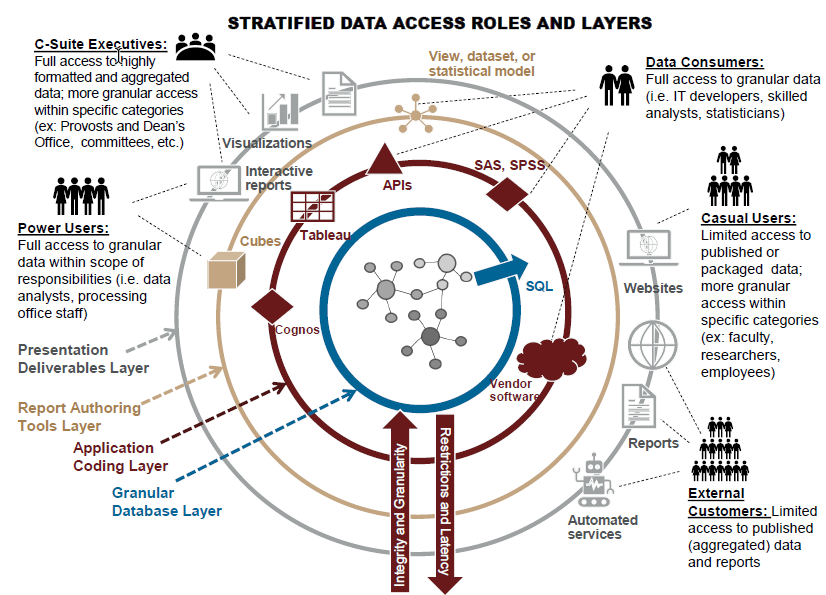 STRATIFIED DATA ACCESS ROLES AND LAYERS
C-Suite Executives:
Full access to highly
formatted and aggregated
data; more granular access
within specific categories
(ex: Provosts and Dean's
Office, committees, etc.)
View, dataset, or
statistical model
Data Consumers:
Full access to granular data
(i.e. IT developers, skilled
analysts, statisticians)
Visualizations
Interactive
reports
APIs
SAS, SPSS
Power Users:
Full access to granular
data within scope of
responsibilities (i.e. data
analysts, processing
office staff)
Cubes
Tableau
Cognos
SQL
Vendor
software
Casual Users:
Limited access to
published or
packaged data;
more granular
access within
specific categories
(ex: faculty,
researchers,
employees)
Websites
Presentation
Deliverables Layer
Report Authoring
Tools Layer
Application
Coding Layer
Granular
Database Layer
Integrity and Granularity
Restrictions and Latency
Reports
Automated
services
External
Customers: Limited
access to published
(aggregated) data
and reports